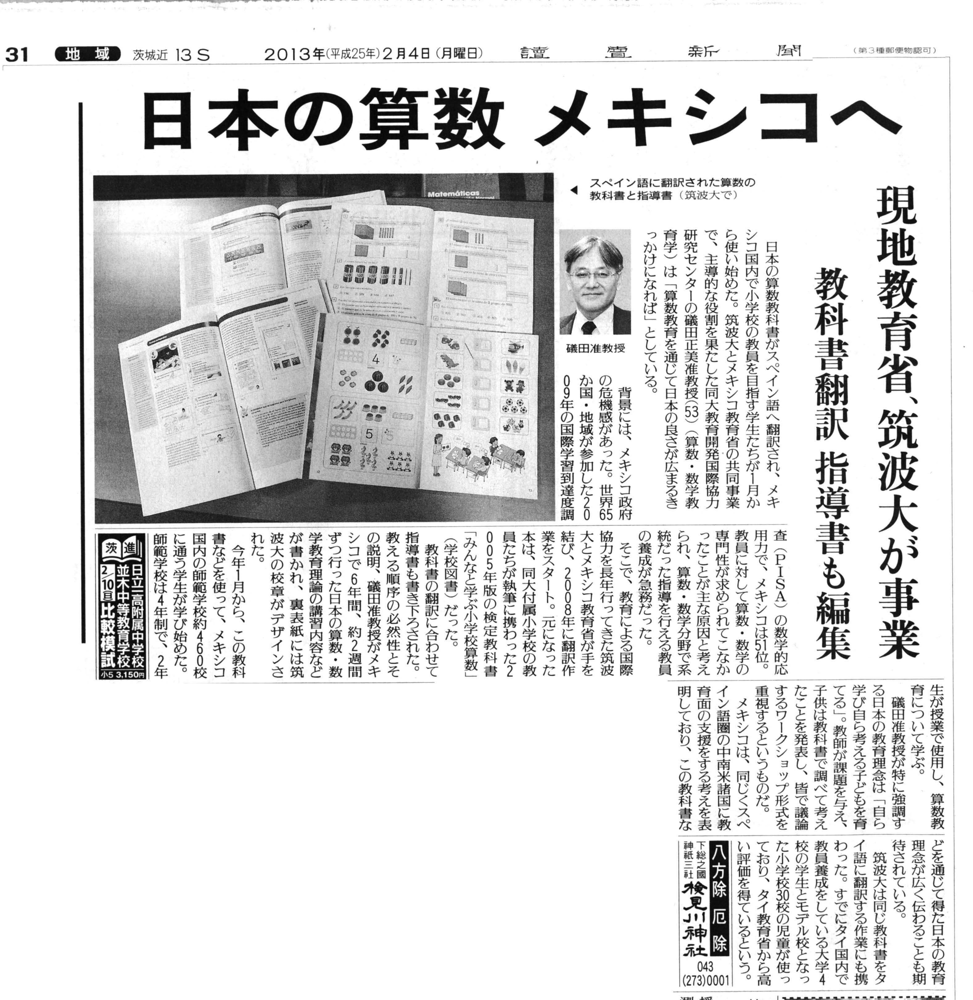 31 地域 茨城近 13S 2013年(平成25年)2月4日(月曜日) 讀賣新聞 (第3種郵便物認可)
日本の算数 メキシコへ
現地教育省、筑波大が事業
教科書翻訳 指導書も編集
◀ スペイン語に翻訳された算数の
教科書と指導書(筑波大で)
Matemáticas
礒田准教授
日本の算数教科書がスペイン語へ翻訳され、メキ
シコ国内で小学校の教員を目指す学生たちが1月か
ら使い始めた。筑波大とメキシコ教育省の共同事業
で、主導的な役割を果たした同大教育開発国際協力
研究センターの礒田正美准教授(53)(算数・数学教
育学)は「算数教育を通じて日本の良さが広まるき
っかけになれば」としている。
背景には、メキシコ政府
の危機感があった。世界65
か国・地域が参加した20
09年の国際学習到達度調
査(PISA)の数学的応
用力で、メキシコは51位。
教員に対して算数・数学の
専門性が求められてこなか
ったことが主な原因と考え
られ、算数・数学分野で系
統だった指導を行える教員
の養成が急務だった。
そこで、教育による国際
協力を長年行ってきた筑波
大とメキシコ教育省が手を
結び、2008年に翻訳作
業をスタート。元になった
本は、同大付属小学校の教
員たちが執筆に携わった2
005年版の検定教科書
「みんなと学ぶ小学校算数」
(学校図書)だった。
教科書の翻訳に合わせて
指導書も書き下ろされた。
教える順序の必然性とそ
の説明、礒田准教授がメキ
シコで6年間、約2週間
ずつ行った日本の算数・数
学教育理論の講習内容など
が書かれ、裏表紙には筑
波大の校章がデザインさ
れた。
今年1月から、この教科
書などを使って、メキシコ
国内の師範学校約460校
に通う学生が学び始めた。
師範学校は4年制で、2年
生が授業で使用し、算数教
育について学ぶ。
礒田准教授が特に強調す
る日本の教育理念は「自ら
学び自ら考える子どもを育
てる」。教師が課題を与え、
子供は教科書で調べて考え
たことを発表し、皆で議論
するワークショップ形式を
重視するというものだ。
メキシコは、同じくスペ
イン語圏の中南米諸国に教
育面の支援をする考えを表
明しており、この教科書な
どを通じて得た日本の教育
理念が広く伝わることも期
待されている。
筑波大は同じ教科書をタ
イ語に翻訳する作業にも携
わった。すでにタイ国内で
教員養成をしている大学4
校の学生とモデル校となっ
た小学校30校の児童が使っ
ており、タイ教育省から高
い評価を得ているという。
茨進
日立一高附属中学校
並木中等教育学校
2/10日 比較模試
小5 3,150円
八方除 厄除
下総之國
神祇三社
検見川神社
043
(273)0001